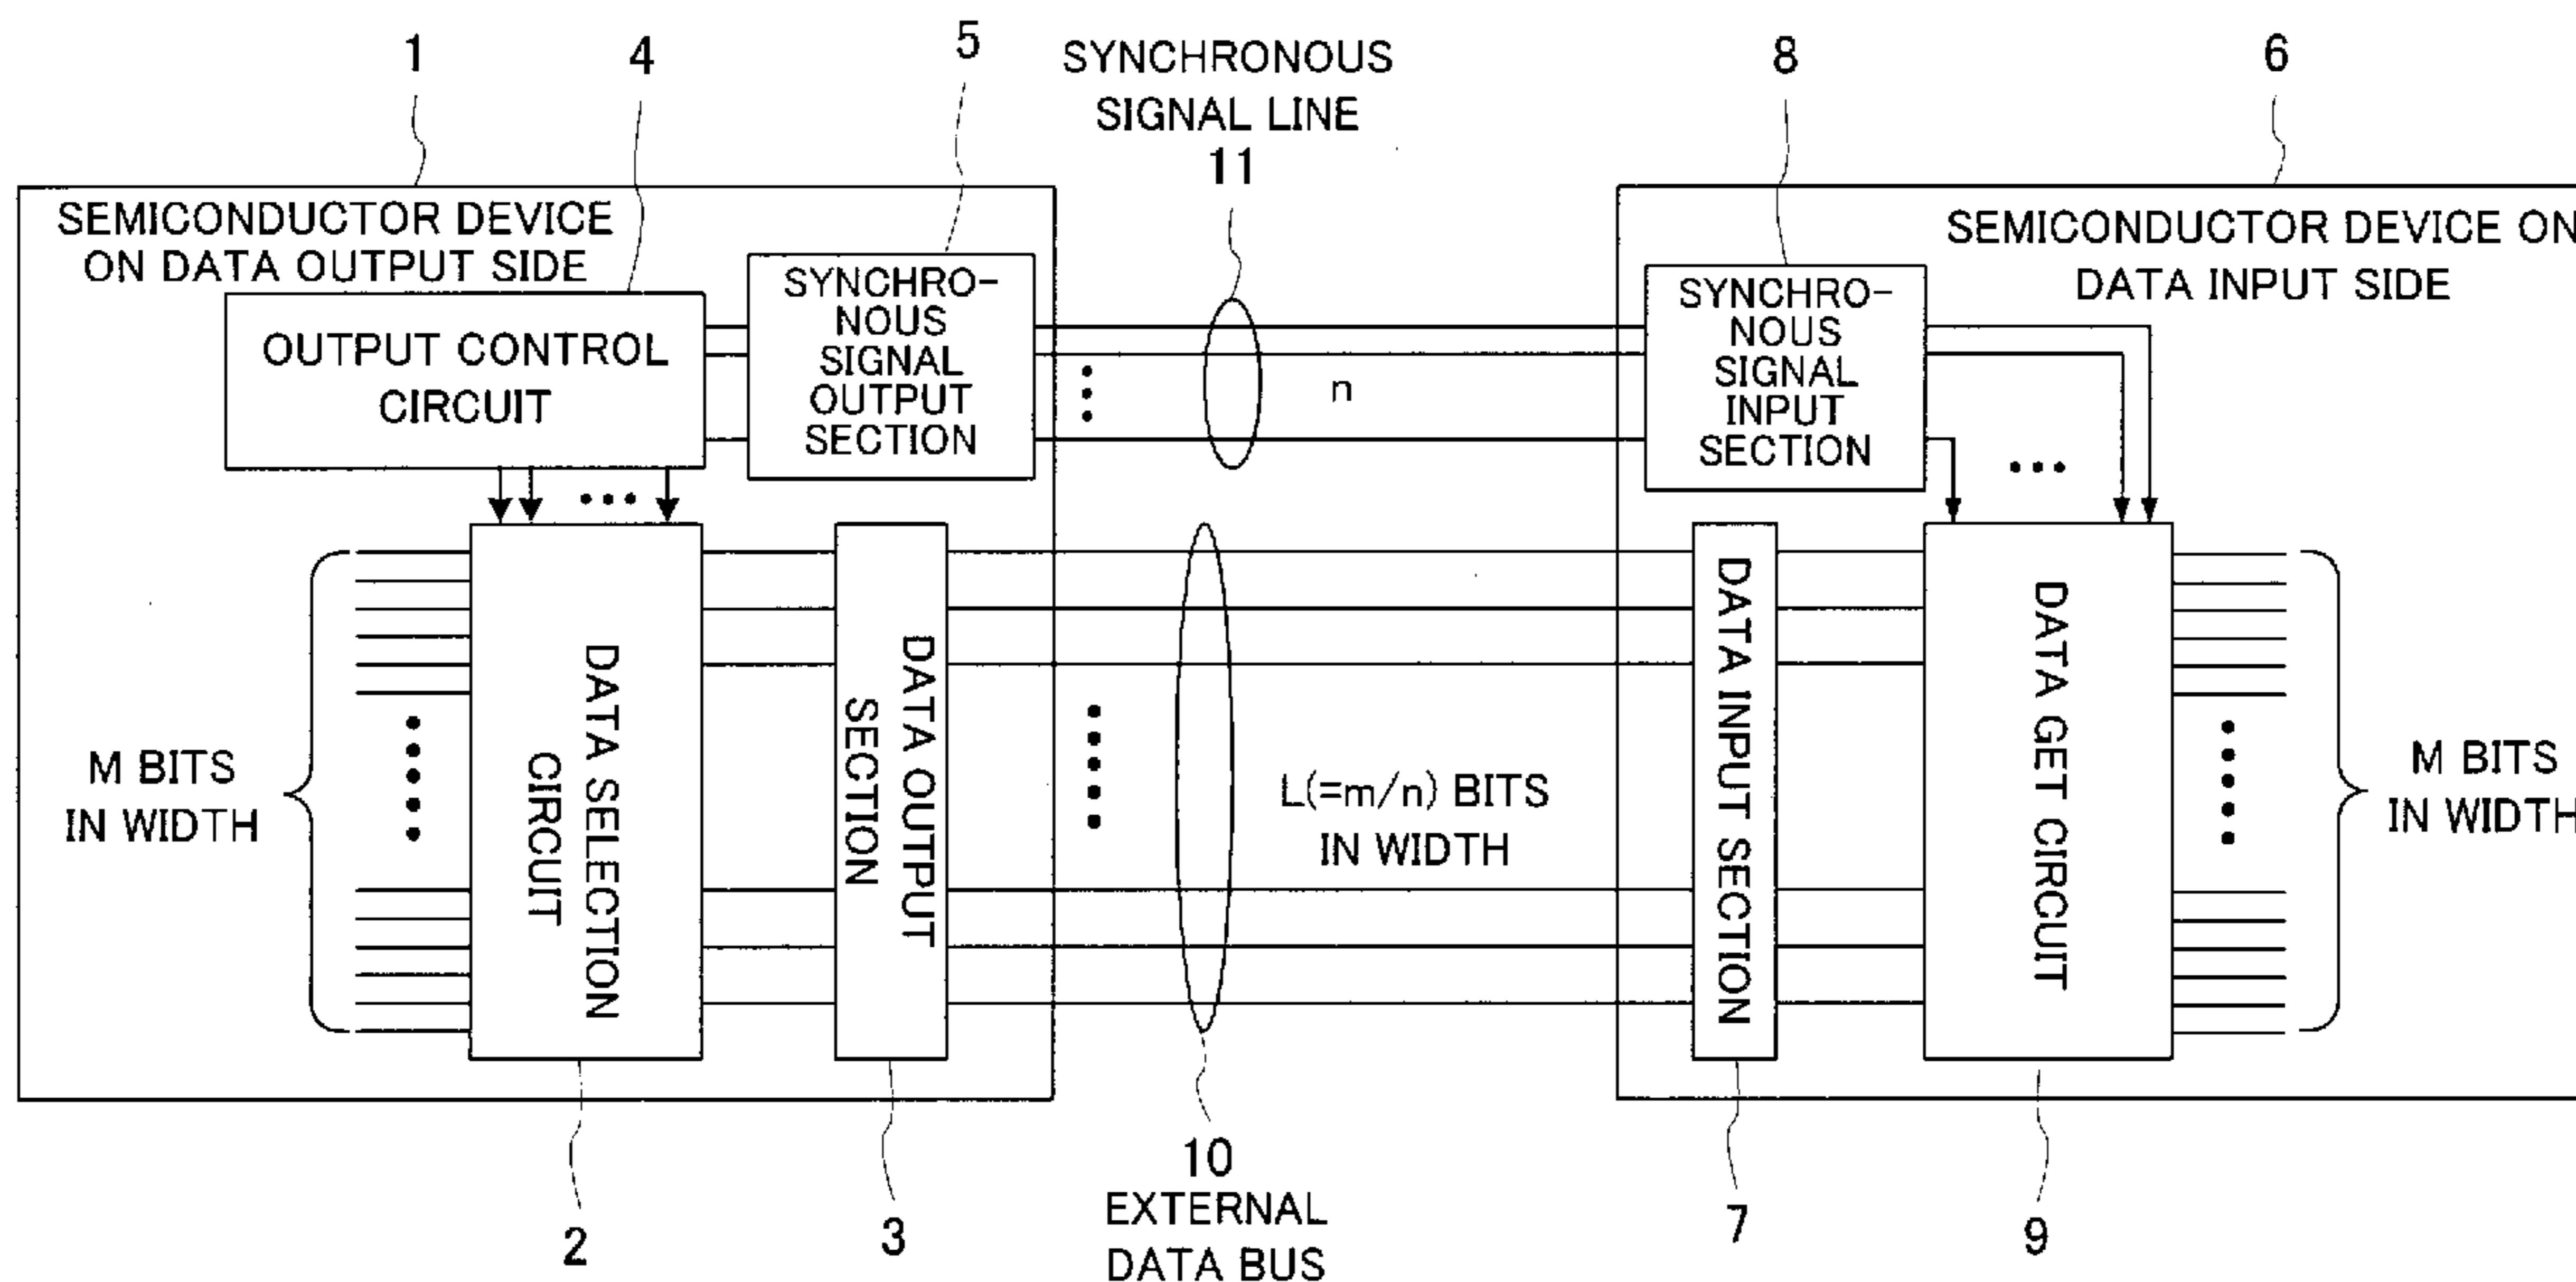 1
4
5
SYNCHRONOUS
SIGNAL LINE
11
8
6
SEMICONDUCTOR DEVICE
ON DATA OUTPUT SIDE
OUTPUT CONTROL
CIRCUIT
SYNCHRO-
NOUS
SIGNAL
OUTPUT
SECTION
n
SYNCHRO-
NOUS
SIGNAL
INPUT
SECTION
SEMICONDUCTOR DEVICE ON
DATA INPUT SIDE
M BITS
IN WIDTH
DATA SELECTION
CIRCUIT
DATA OUTPUT
SECTION
L(=m/n) BITS
IN WIDTH
DATA INPUT SECTION
DATA GET CIRCUIT
M BITS
IN WIDTH
2
3
10
EXTERNAL
DATA BUS
7
9